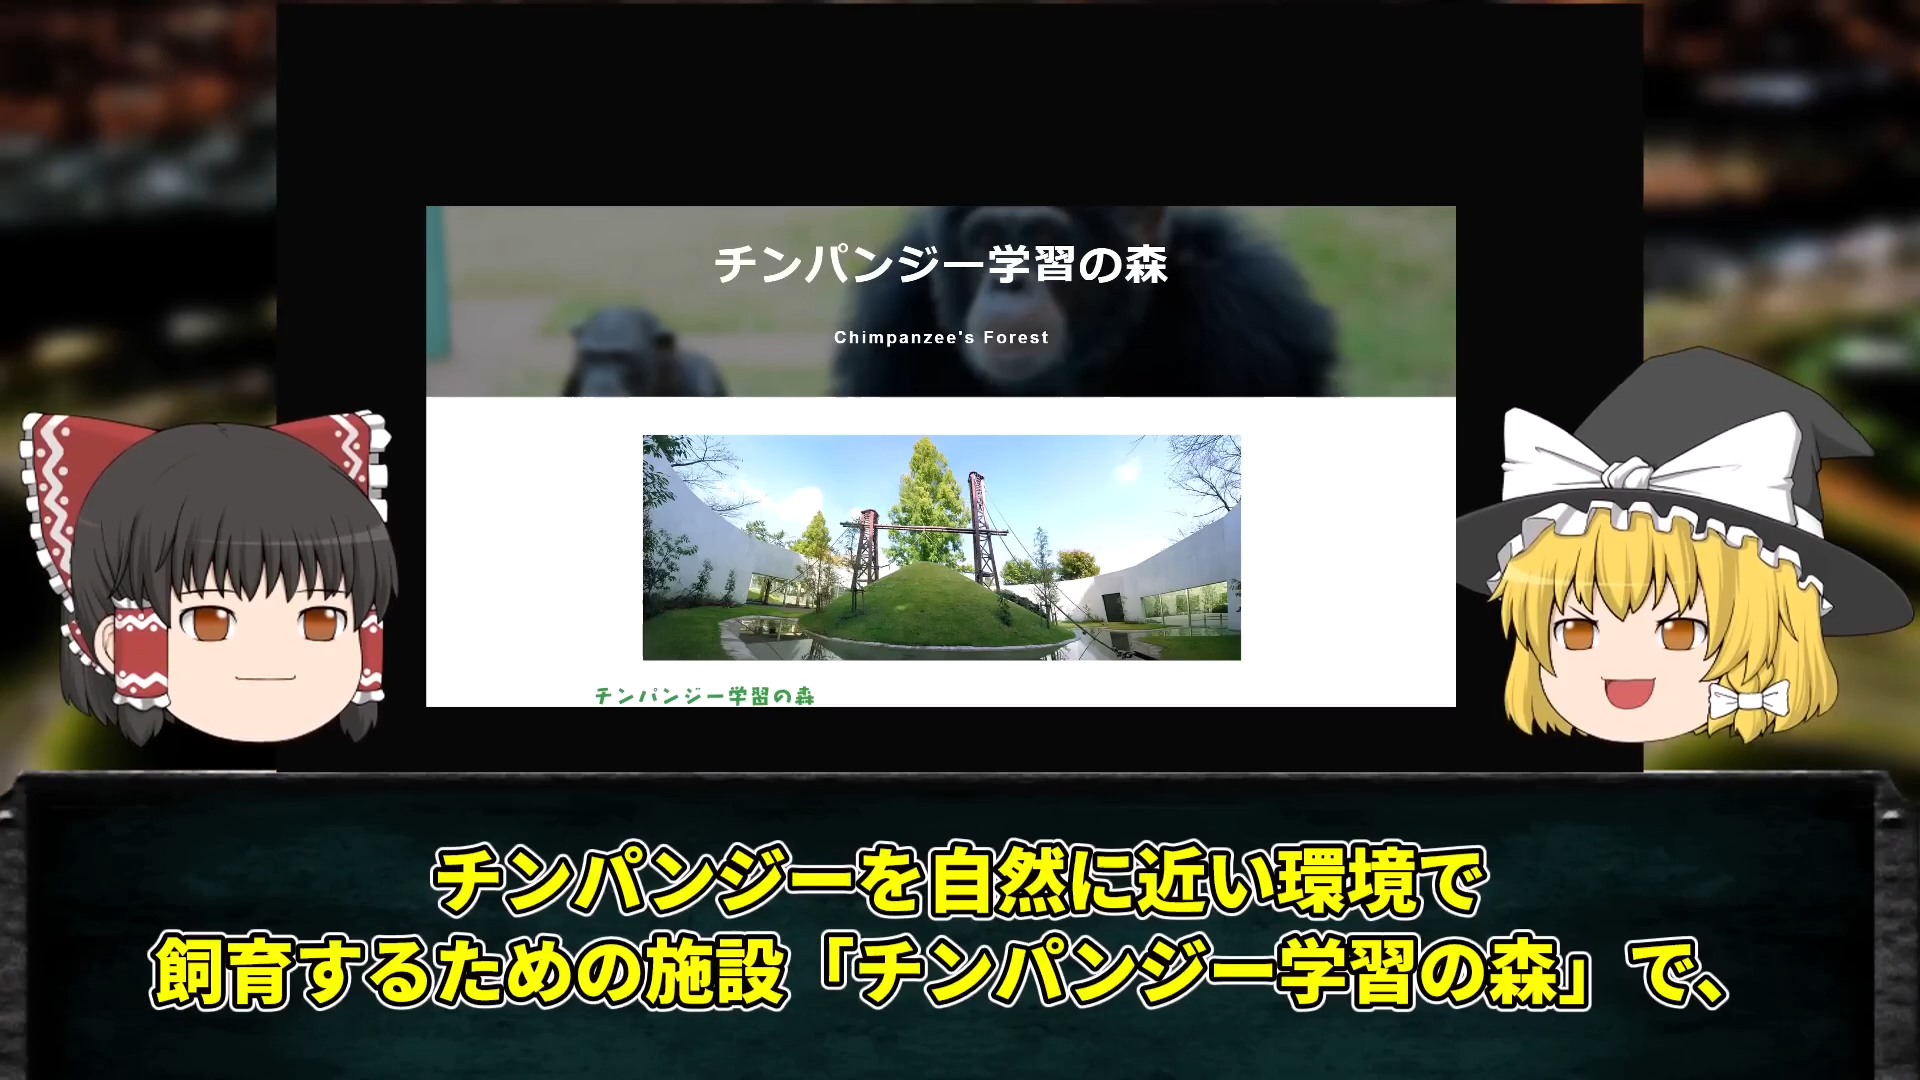 チンパンジー学習の森
Chimpanzee's Forest
チンパンジー学習の森
チンパンジーを自然に近い環境で
飼育するための施設「チンパンジー学習の森」で、